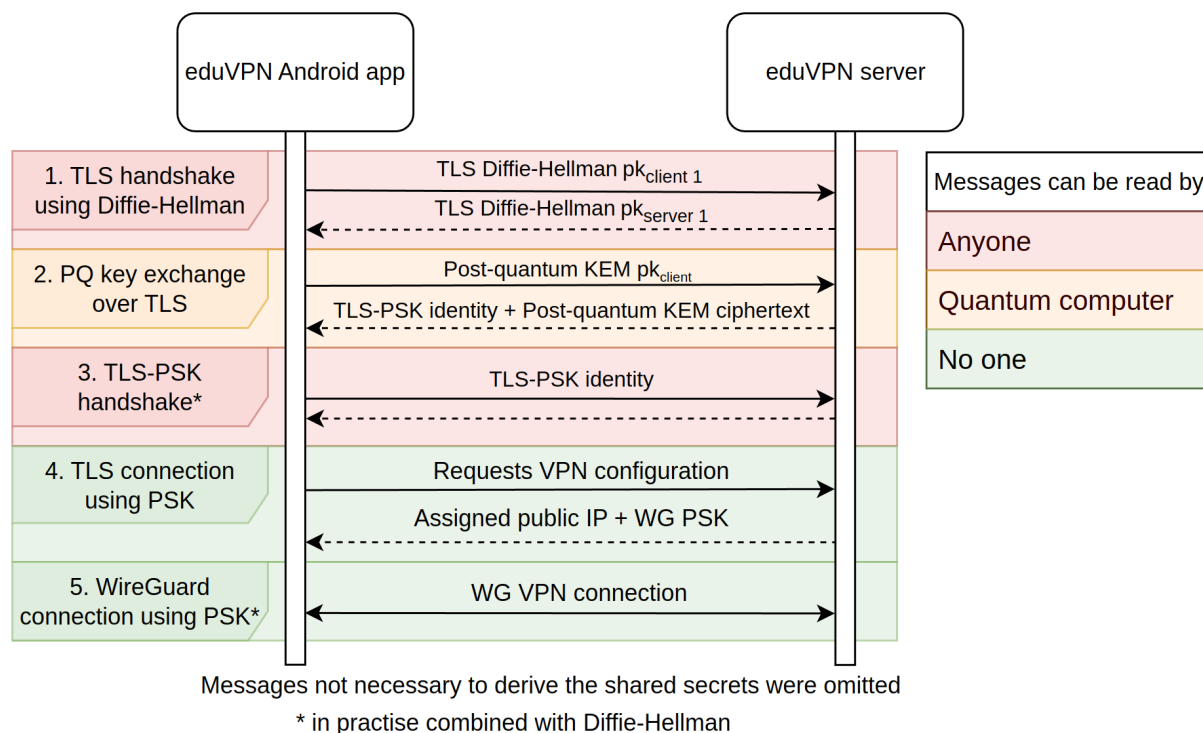 eduVPN Android app
eduVPN server
1. TLS handshake
using Diffie-Hellman
TLS Diffie-Hellman pkclient 1
TLS Diffie-Hellman pkserver 1
2. PQ key exchange
over TLS
Post-quantum KEM pkclient
TLS-PSK identity + Post-quantum KEM ciphertext
3. TLS-PSK
handshake*
TLS-PSK identity
4. TLS connection
using PSK
Requests VPN configuration
Assigned public IP + WG PSK
5. WireGuard
connection using PSK*
WG VPN connection
Messages can be read by
Anyone
Quantum computer
No one
Messages not necessary to derive the shared secrets were omitted
* in practise combined with Diffie-Hellman